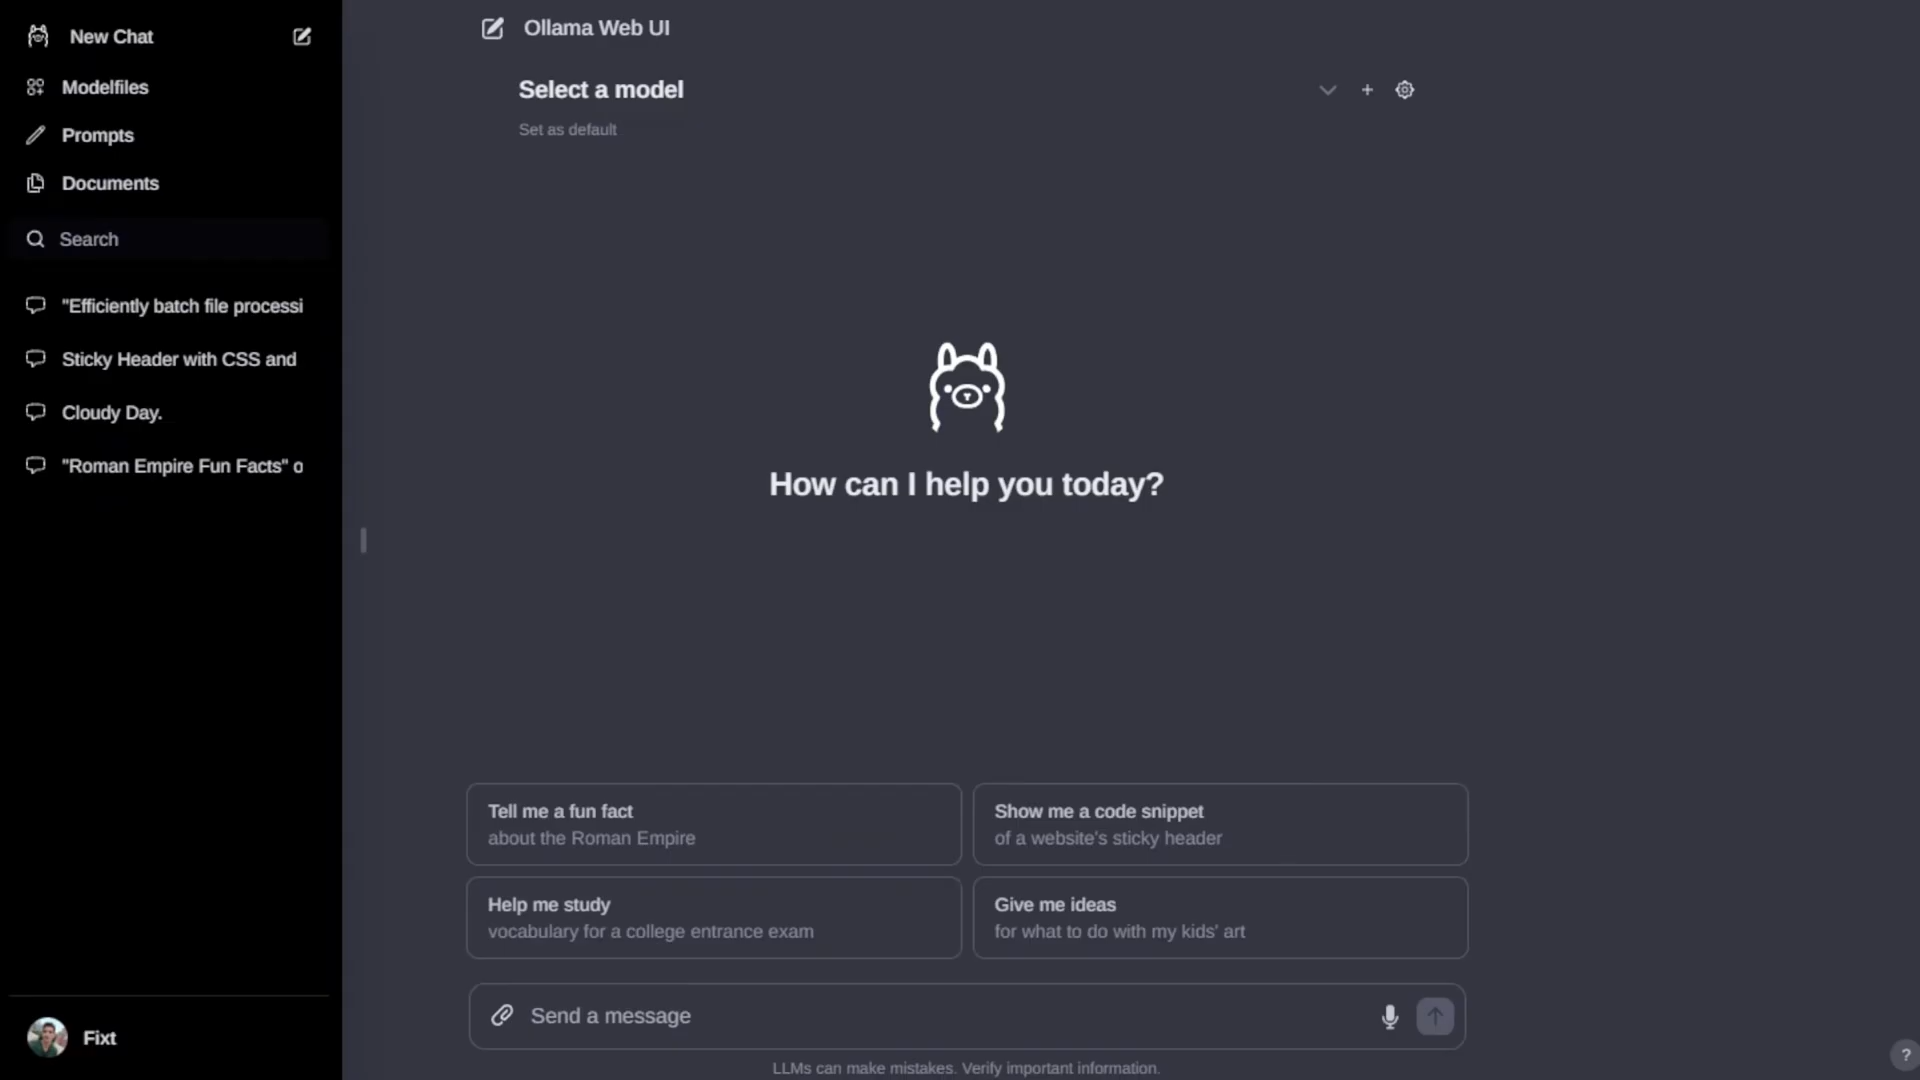 New Chat
Modelfiles
Prompts
Documents
Search
"Efficiently batch file processi
Sticky Header with CSS and
Cloudy Day.
"Roman Empire Fun Facts" o
Fixt
Ollama Web UI
Select a model
Set as default
How can I help you today?
Tell me a fun fact
about the Roman Empire
Show me a code snippet
of a website's sticky header
Help me study
vocabulary for a college entrance exam
Give me ideas
for what to do with my kids' art
Send a message
LLMs can make mistakes. Verify important information.
?